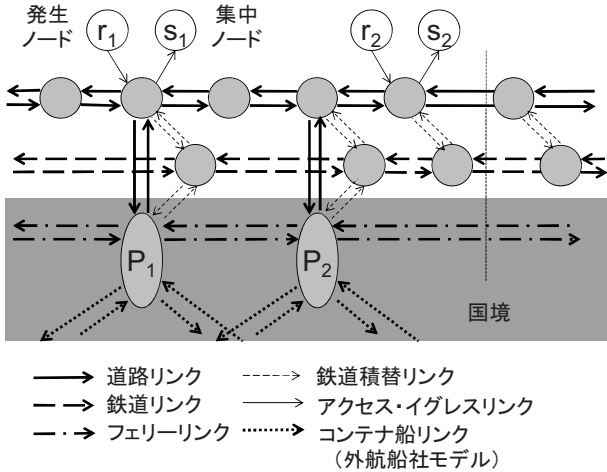 発生
ノード
r1
s1
集中
ノード
r2
s2
P1
P2
国境
道路リンク
鉄道リンク
フェリーリンク
鉄道積替リンク
アクセス・イグレスリンク
コンテナ船リンク
(外航船社モデル)